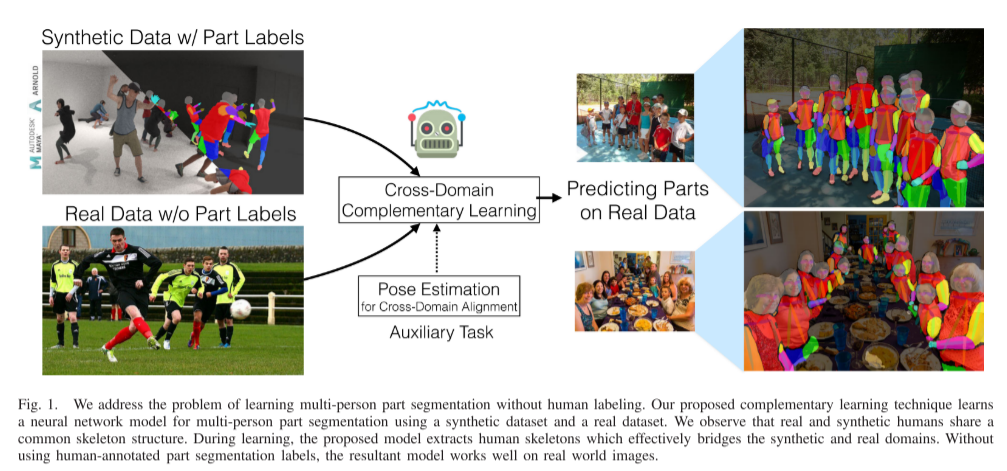 Synthetic Data w/ Part Labels
AUTODESK®
MAYA®
ARNOLD
Real Data w/o Part Labels
Cross-Domain
Complementary Learning
Pose Estimation
for Cross-Domain Alignment
Auxiliary Task
Predicting Parts
on Real Data
Fig. 1. We address the problem of learning multi-person part segmentation without human labeling. Our proposed complementary learning technique learns
a neural network model for multi-person part segmentation using a synthetic dataset and a real dataset. We observe that real and synthetic humans share a
common skeleton structure. During learning, the proposed model extracts human skeletons which effectively bridges the synthetic and real domains. Without
using human-annotated part segmentation labels, the resultant model works well on real world images.